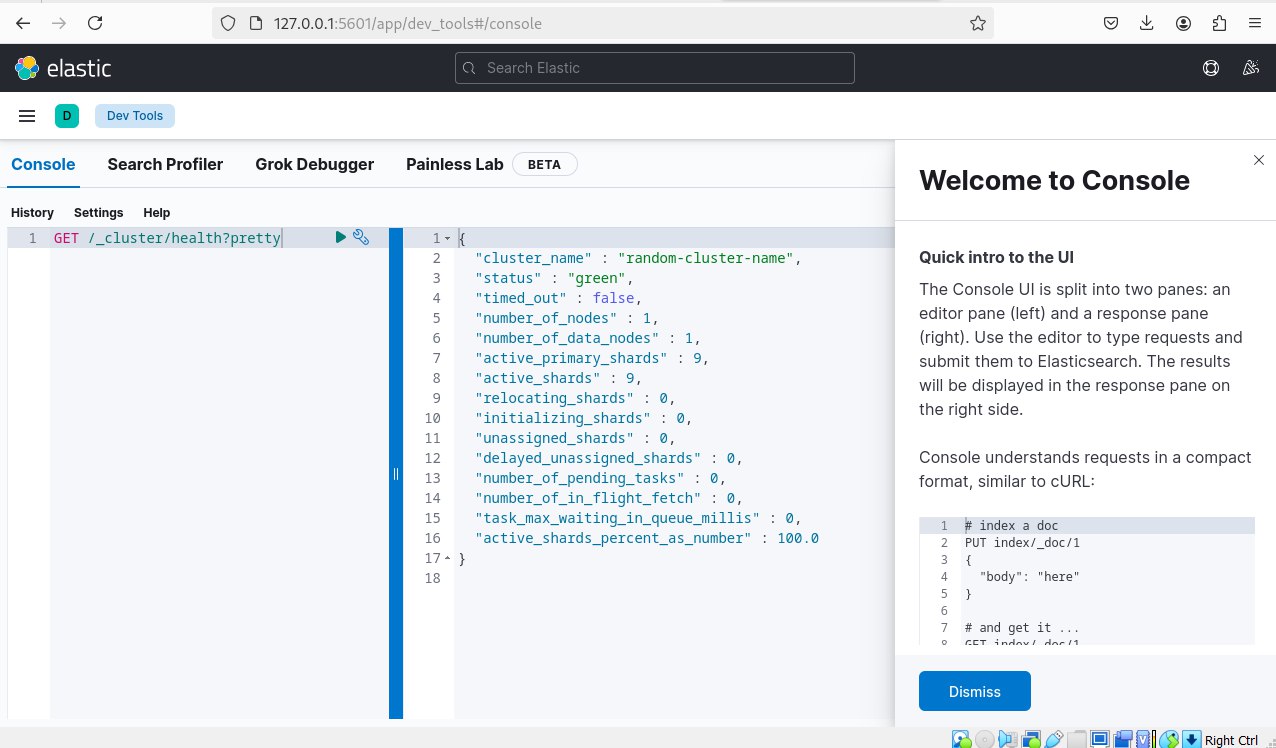 127.0.0.1:5601/app/dev_tools#/console
elastic
Search Elastic
D
Dev Tools
Console
Search Profiler
Grok Debugger
Painless Lab
BETA
History
Settings
Help
1 GET /_cluster/health?pretty
1 {
2 "cluster_name" : "random-cluster-name",
3 "status" : "green",
4 "timed_out" : false,
5 "number_of_nodes" : 1,
6 "number_of_data_nodes" : 1,
7 "active_primary_shards" : 9,
8 "active_shards" : 9,
9 "relocating_shards" : 0,
10 "initializing_shards" : 0,
11 "unassigned_shards" : 0,
12 "delayed_unassigned_shards" : 0,
13 "number_of_pending_tasks" : 0,
14 "number_of_in_flight_fetch" : 0,
15 "task_max_waiting_in_queue_millis" : 0,
16 "active_shards_percent_as_number" : 100.0
17 }
18
Welcome to Console
Quick intro to the UI
The Console UI is split into two panes: an
editor pane (left) and a response pane
(right). Use the editor to type requests and
submit them to Elasticsearch. The results
will be displayed in the response pane on
the right side.
Console understands requests in a compact
format, similar to cURL:
1 # index a doc
2 PUT index/_doc/1
3 {
4 "body": "here"
5 }
6
7 # and get it ...
8 GET index/_doc/1
Dismiss
Right Ctrl